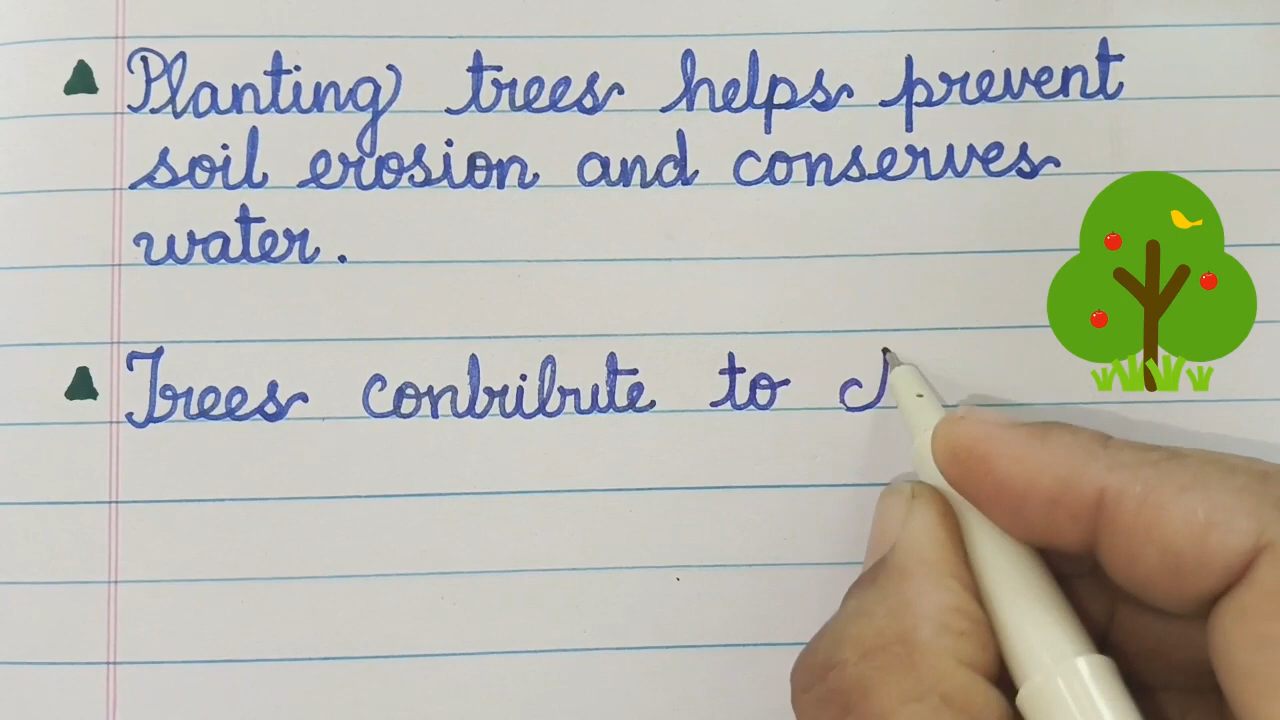 Planting trees helps prevent
soil erosion and conserves
water.
Trees contribute to